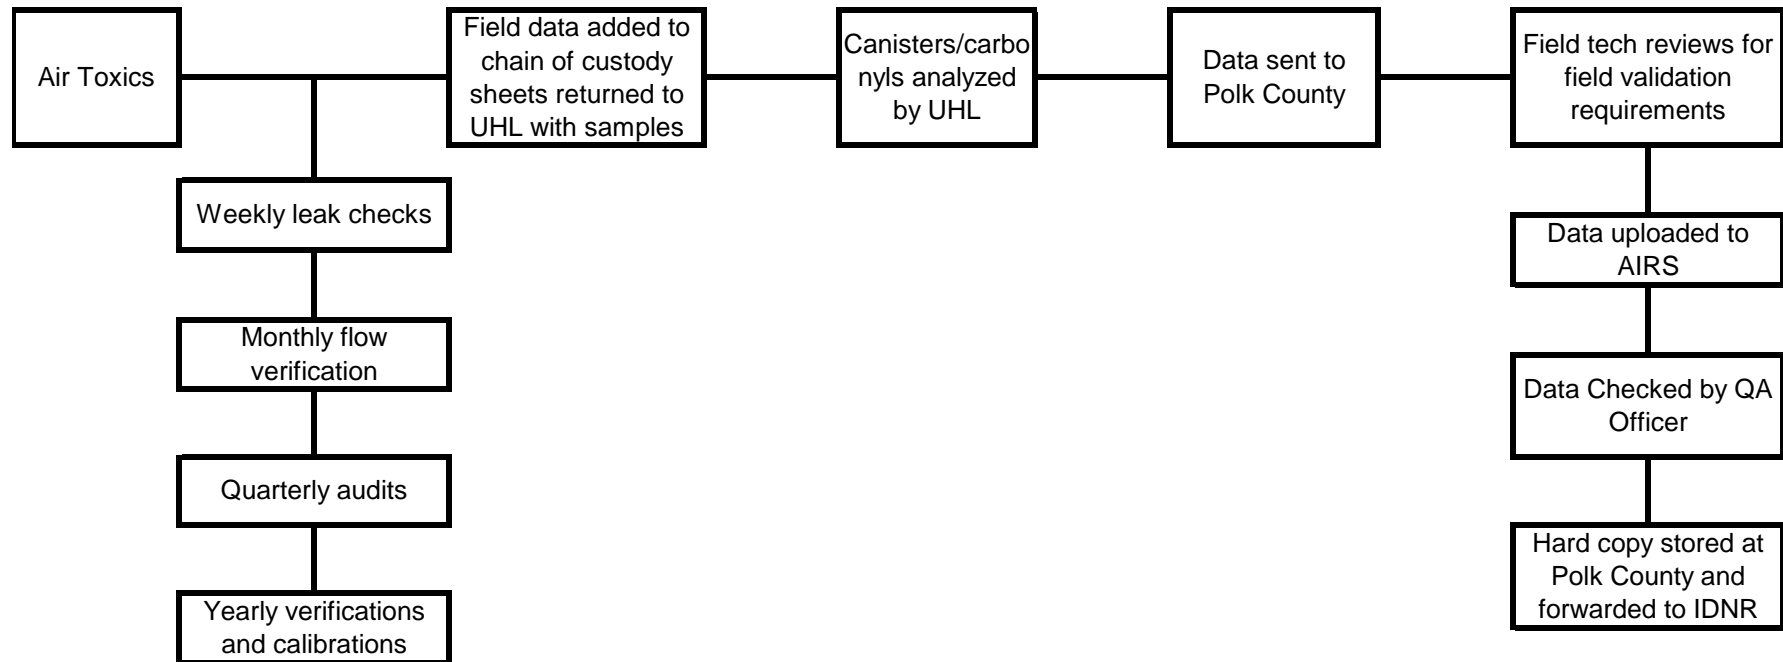 Air Toxics
Field data added to
chain of custody
sheets returned to
UHL with samples
Canisters/carbo
nyls analyzed
by UHL
Data sent to
Polk County
Field tech reviews for
field validation
requirements
Weekly leak checks
Monthly flow
verification
Quarterly audits
Yearly verifications
and calibrations
Data uploaded to
AIRS
Data Checked by QA
Officer
Hard copy stored at
Polk County and
forwarded to IDNR